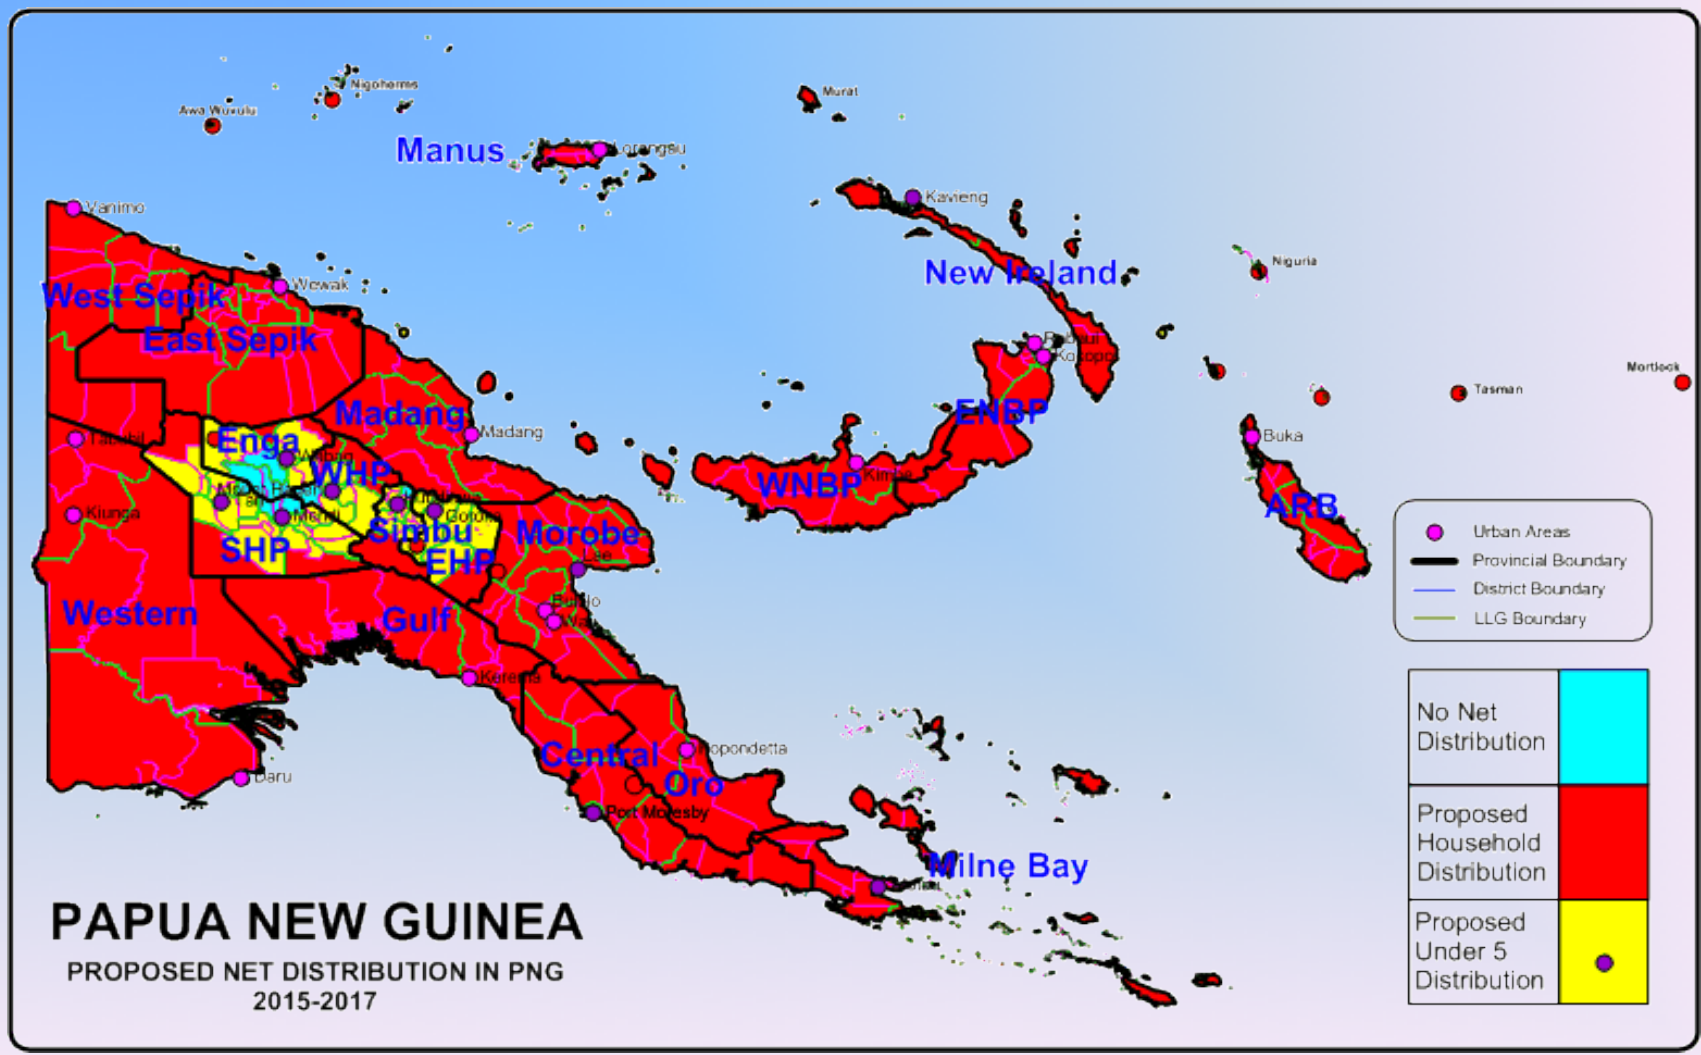 Nigoherms
Awa Wuvulu
Murat
Manus
Lorengau
Vanimo
Kavieng
Niguria
New Ireland
West Sepik
Wewak
East Sepik
Kokopo
Mortlock
Tasman
Madang
Madang
ENBP
Buka
Enga
Tabubil
WHP
Kimbe
WNBP
Kiunga
Mendi
Goroka
Simbu
Morobe
ARB
SHP
EHP
Lae
Western
Gulf
Bulolo
Wau
Kerema
Central
Popondetta
Oro
Daru
Port Moresby
Milne Bay
Urban Areas
Provincial Boundary
District Boundary
LLG Boundary
No Net
Distribution
Proposed
Household
Distribution
Proposed
Under 5
Distribution
PAPUA NEW GUINEA
PROPOSED NET DISTRIBUTION IN PNG
2015-2017